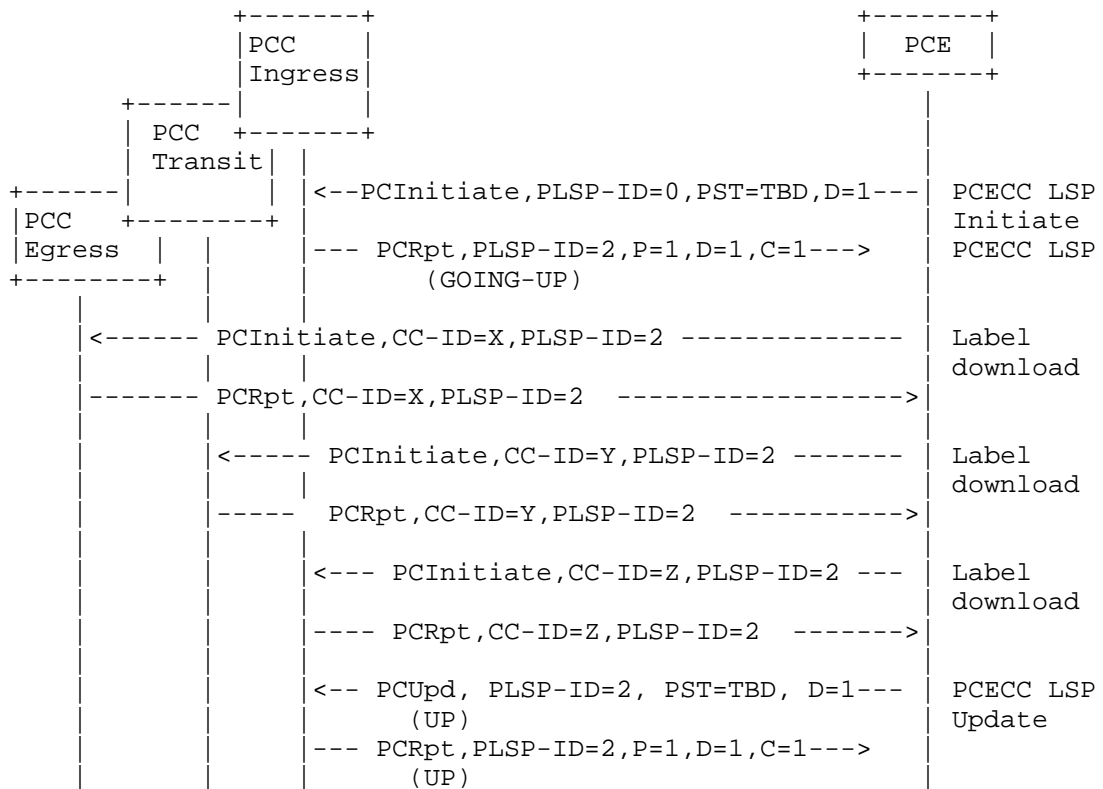 PCC PCE
Ingress
PCC
Transit
<--PCInitiate,PLSP-ID=0,PST=TBD,D=1--- PCECC LSP
PCC Initiate
Egress --- PCRpt,PLSP-ID=2,P=1,D=1,C=1---> PCECC LSP
(GOING-UP)
<------ PCInitiate,CC-ID=X,PLSP-ID=2 -------------- Label
download
------- PCRpt,CC-ID=X,PLSP-ID=2 ------------------>
<----- PCInitiate,CC-ID=Y,PLSP-ID=2 ------- Label
download
----- PCRpt,CC-ID=Y,PLSP-ID=2 ----------->
<--- PCInitiate,CC-ID=Z,PLSP-ID=2 --- Label
download
---- PCRpt,CC-ID=Z,PLSP-ID=2 ------->
<-- PCUpd, PLSP-ID=2, PST=TBD, D=1--- PCECC LSP
(UP) Update
--- PCRpt,PLSP-ID=2,P=1,D=1,C=1--->
(UP)